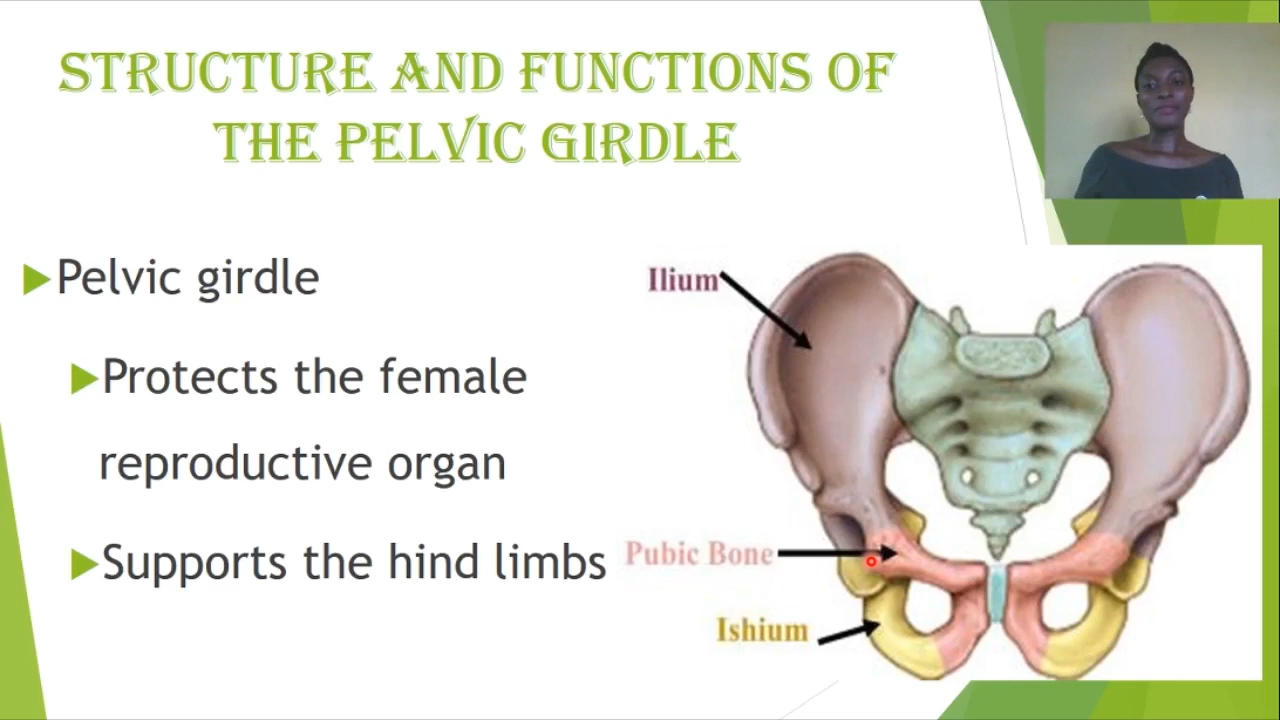 STRUCTURE AND FUNCTIONS OF
THE PELVIC GIRDLE
Pelvic girdle
Protects the female
reproductive organ
Supports the hind limbs
Ilium
Pubic Bone
Ishium